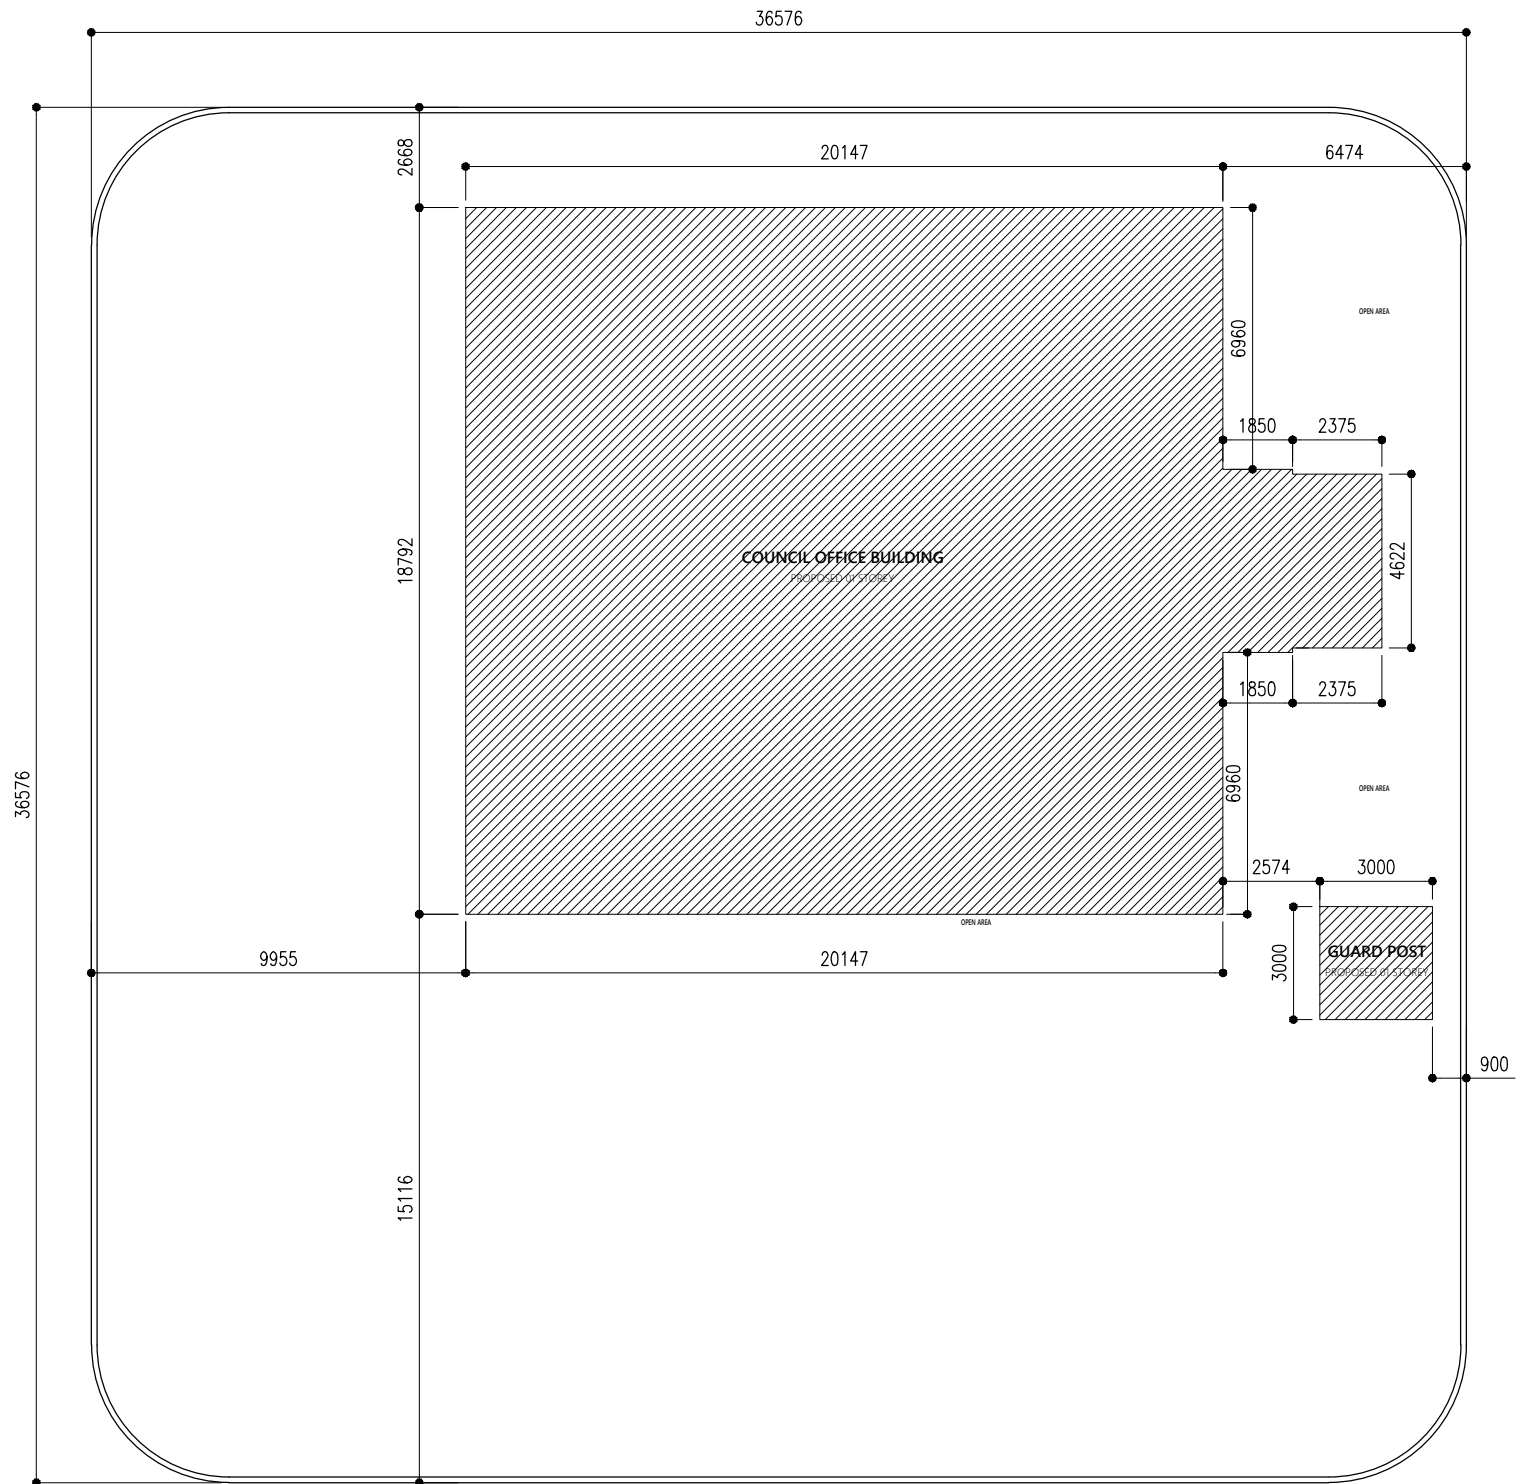 36576
2668
20147
6474
OPEN AREA
6960
1850
2375
COUNCIL OFFICE BUILDING
PROPOSED 01 STOREY
18792
4622
1850
2375
36576
6960
OPEN AREA
2574
3000
OPEN AREA
9955
20147
3000
GUARD POST
PROPOSED 01 STOREY
900
15116